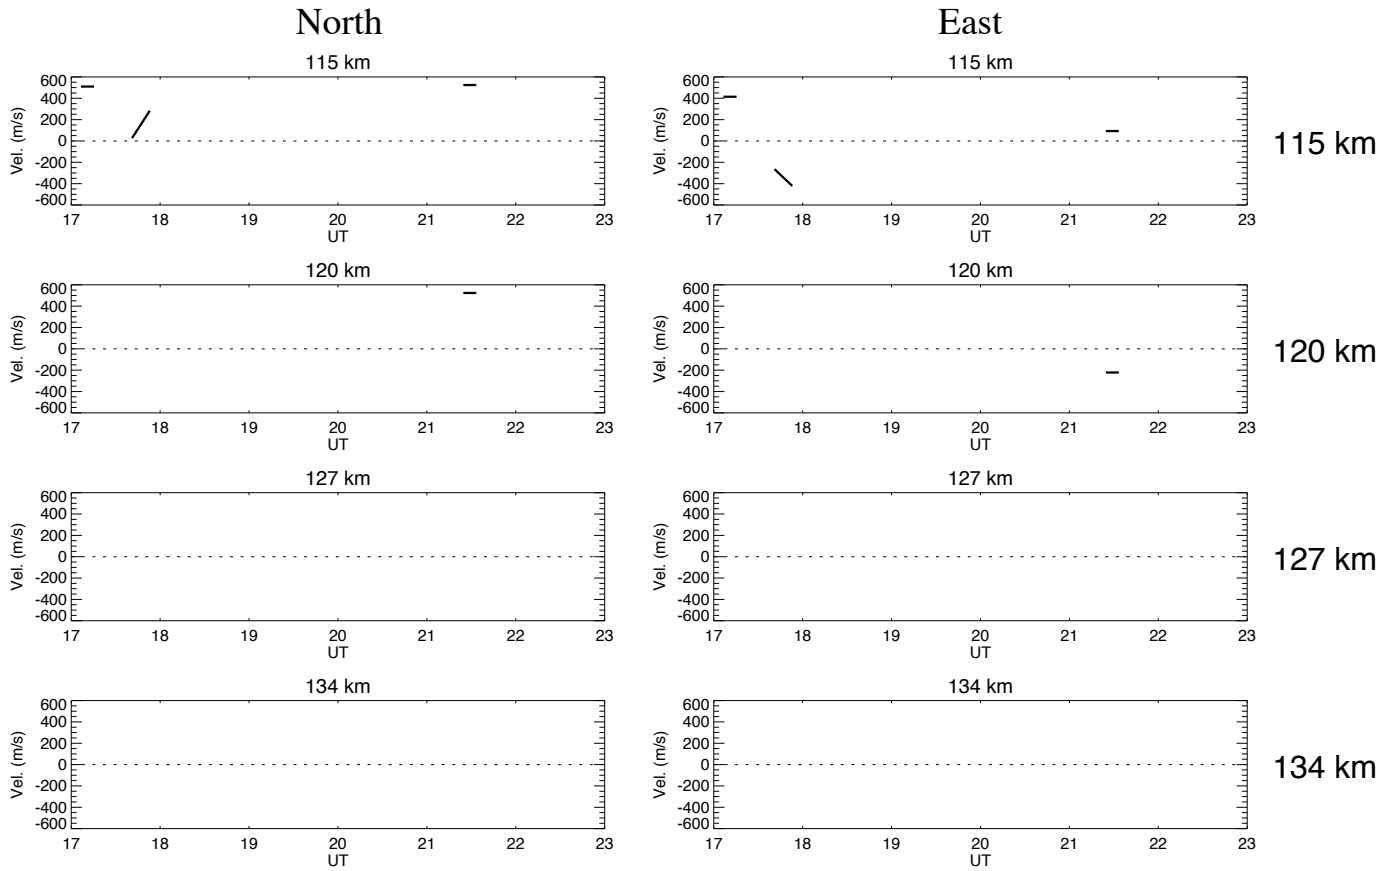 North East
115 km 115 km
Vel. (m/s) 600 400 200 0 -200 -400 -600 Vel. (m/s) 600 400 200 0 -200 -400 -600 115 km
17 18 19 20 21 22 23 17 18 19 20 21 22 23
UT UT
120 km 120 km
Vel. (m/s) 600 400 200 0 -200 -400 -600 Vel. (m/s) 600 400 200 0 -200 -400 -600 120 km
17 18 19 20 21 22 23 17 18 19 20 21 22 23
UT UT
127 km 127 km
Vel. (m/s) 600 400 200 0 -200 -400 -600 Vel. (m/s) 600 400 200 0 -200 -400 -600 127 km
17 18 19 20 21 22 23 17 18 19 20 21 22 23
UT UT
134 km 134 km
Vel. (m/s) 600 400 200 0 -200 -400 -600 Vel. (m/s) 600 400 200 0 -200 -400 -600 134 km
17 18 19 20 21 22 23 17 18 19 20 21 22 23
UT UT